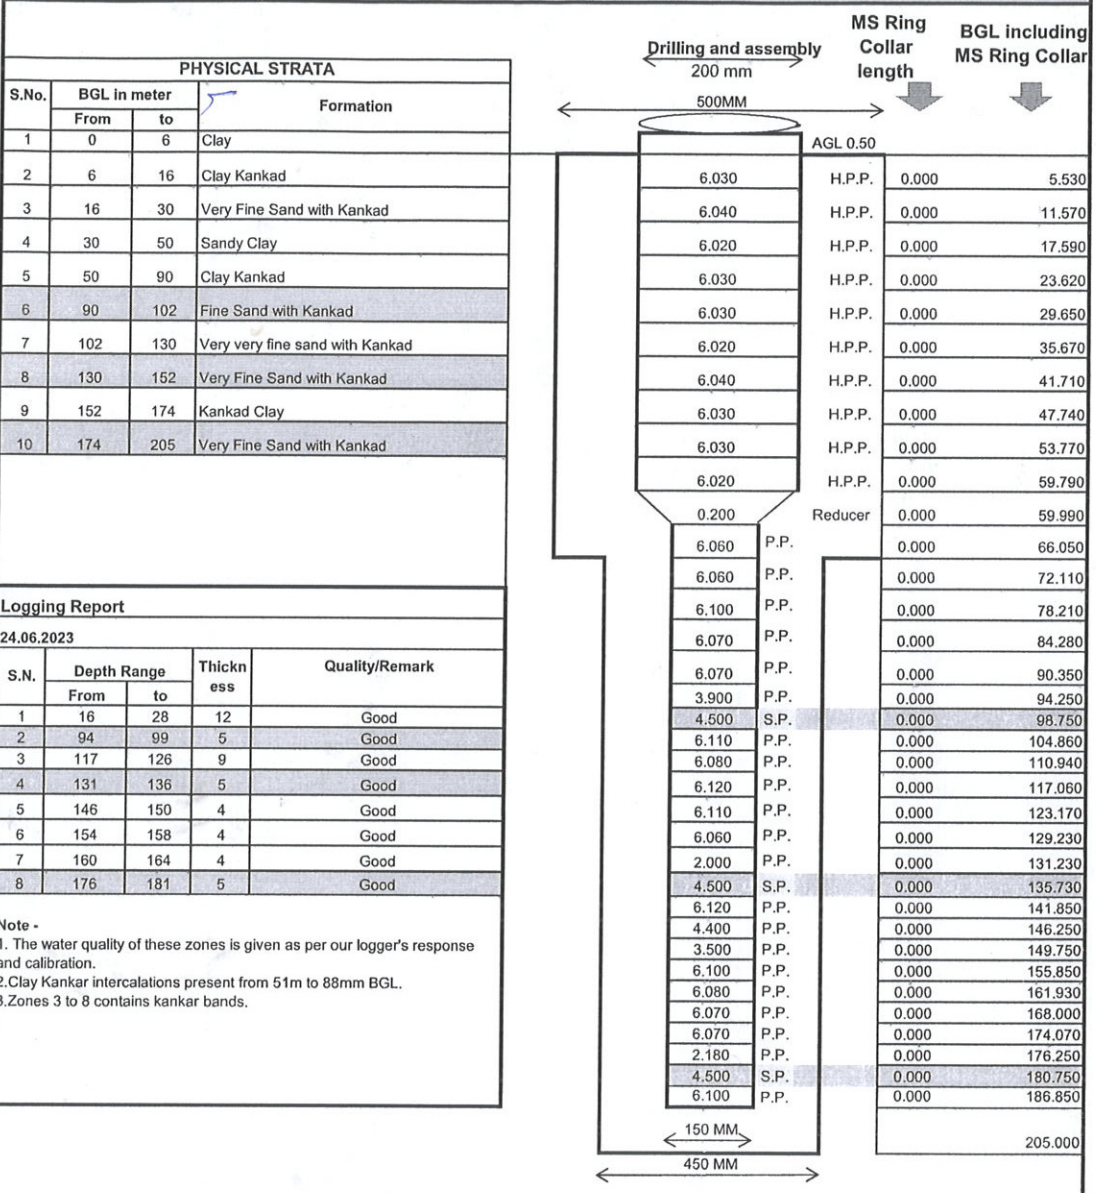 PHYSICAL STRATA
S.No. BGL in meter Formation
From to
1 0 6 Clay
2 6 16 Clay Kankad
3 16 30 Very Fine Sand with Kankad
4 30 50 Sandy Clay
5 50 90 Clay Kankad
6 90 102 Fine Sand with Kankad
7 102 130 Very very fine sand with Kankad
8 130 152 Very Fine Sand with Kankad
9 152 174 Kankad Clay
10 174 205 Very Fine Sand with Kankad
Logging Report
24.06.2023
S.N. Depth Range Thickn
ess Quality/Remark
From to
1 16 28 12 Good
2 94 99 5 Good
3 117 126 9 Good
4 131 136 5 Good
5 146 150 4 Good
6 154 158 4 Good
7 160 164 4 Good
8 176 181 5 Good
Note -
1. The water quality of these zones is given as per our logger's response
and calibration.
2.Clay Kankar intercalations present from 51m to 88mm BGL.
3.Zones 3 to 8 contains kankar bands.
Drilling and assembly
200 mm
500MM
MS Ring
Collar
length
BGL including
MS Ring Collar
AGL 0.50
6.030 H.P.P. 0.000 5.530
6.040 H.P.P. 0.000 11.570
6.020 H.P.P. 0.000 17.590
6.030 H.P.P. 0.000 23.620
6.030 H.P.P. 0.000 29.650
6.020 H.P.P. 0.000 35.670
6.040 H.P.P. 0.000 41.710
6.030 H.P.P. 0.000 47.740
6.030 H.P.P. 0.000 53.770
6.020 H.P.P. 0.000 59.790
0.200 Reducer 0.000 59.990
6.060 P.P. 0.000 66.050
6.060 P.P. 0.000 72.110
6.100 P.P. 0.000 78.210
6.070 P.P. 0.000 84.280
6.070 P.P. 0.000 90.350
3.900 P.P. 0.000 94.250
4.500 S.P. 0.000 98.750
6.110 P.P. 0.000 104.860
6.080 P.P. 0.000 110.940
6.120 P.P. 0.000 117.060
6.110 P.P. 0.000 123.170
6.060 P.P. 0.000 129.230
2.000 P.P. 0.000 131.230
4.500 S.P. 0.000 135.730
6.120 P.P. 0.000 141.850
4.400 P.P. 0.000 146.250
3.500 P.P. 0.000 149.750
6.100 P.P. 0.000 155.850
6.080 P.P. 0.000 161.930
6.070 P.P. 0.000 168.000
6.070 P.P. 0.000 174.070
2.180 P.P. 0.000 176.250
4.500 S.P. 0.000 180.750
6.100 P.P. 0.000 186.850
150 MM
205.000
450 MM